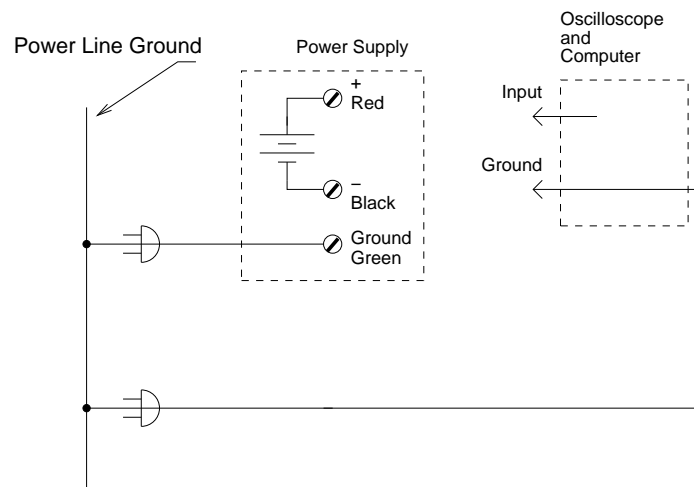 Oscilloscope
and
Computer
Power Line Ground
Power Supply
+
Red
Input
Ground
–
Black
Ground
Green